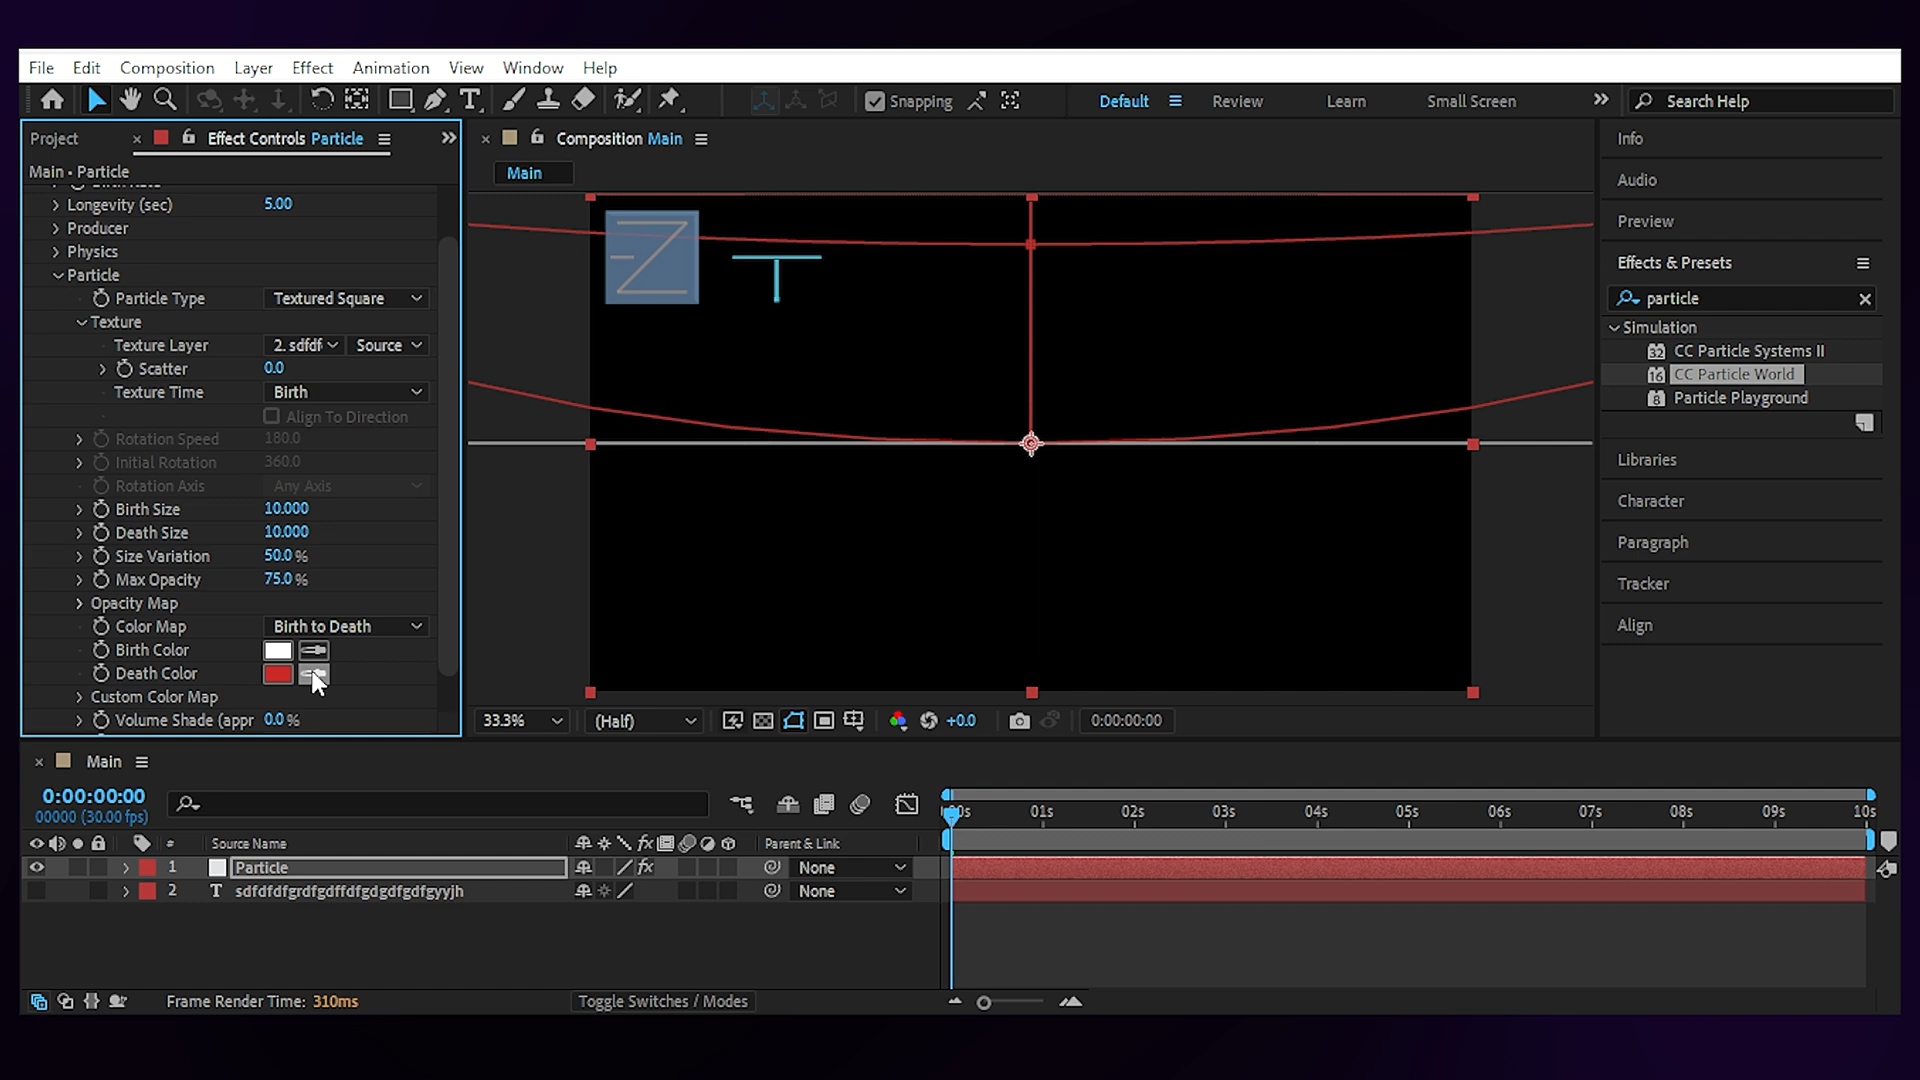 File Edit Composition Layer Effect Animation View Window Help
Snapping Default Review Learn Small Screen Search Help
Project Effect Controls Particle
Main • Particle
Longevity (sec) 5.00
Producer
Physics
Particle
Particle Type Textured Square
Texture
Texture Layer 2. sdfdf Source
Scatter 0.0
Texture Time Birth
Align To Direction
Rotation Speed 180.0
Initial Rotation 360.0
Rotation Axis Any Axis
Birth Size 10.000
Death Size 10.000
Size Variation 50.0 %
Max Opacity 75.0 %
Opacity Map
Color Map Birth to Death
Birth Color
Death Color
Custom Color Map
Volume Shade (appr 0.0 %
Composition Main
Main
Z T
33.3% (Half) +0.0 0:00:00:00
Info
Audio
Preview
Effects & Presets
particle
Simulation
32 CC Particle Systems II
16 CC Particle World
8 Particle Playground
Libraries
Character
Paragraph
Tracker
Align
Main
0:00:00:00
00000 (30.00 fps)
01s 02s 03s 04s 05s 06s 07s 08s 09s 10s
# Source Name fx Parent & Link
1 Particle fx None
2 T sdfdfdfgrdfgdffdfgdgdfgdfgyyjh None
Frame Render Time: 310ms Toggle Switches / Modes